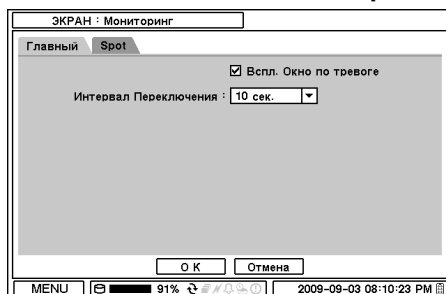 ЭКРАН : Мониторинг
Главный Spot
Вспл. Окно по тревоге
Интервал Переключения : 10 сек.
O K Отмена
MENU 91% 2009-09-03 08:10:23 PM